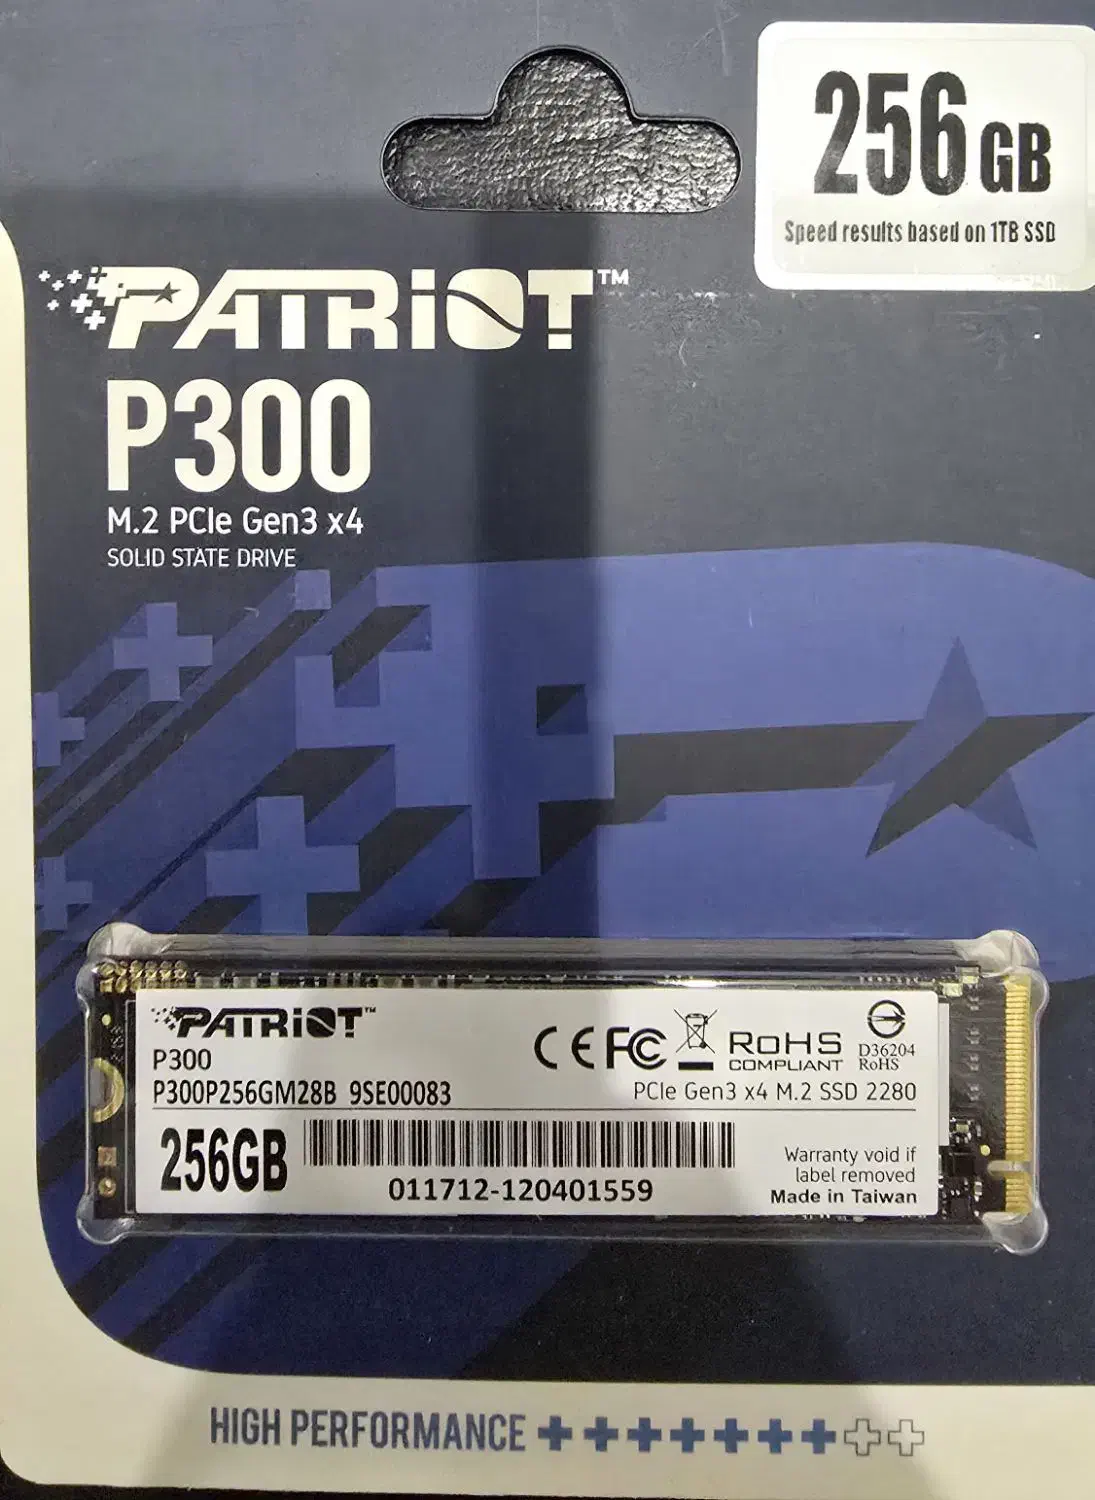 256 GB
Speed results based on 1TB SSD
PATRiOT™
P300
M.2 PCIe Gen3 x4
SOLID STATE DRIVE
PATRiOT™
P300
P300P256GM28B 9SE00083
CE FC RoHS
COMPLIANT
D36204
RoHS
PCIe Gen3 x4 M.2 SSD 2280
256GB
011712-120401559
Warranty void if
label removed
Made in Taiwan
HIGH PERFORMANCE